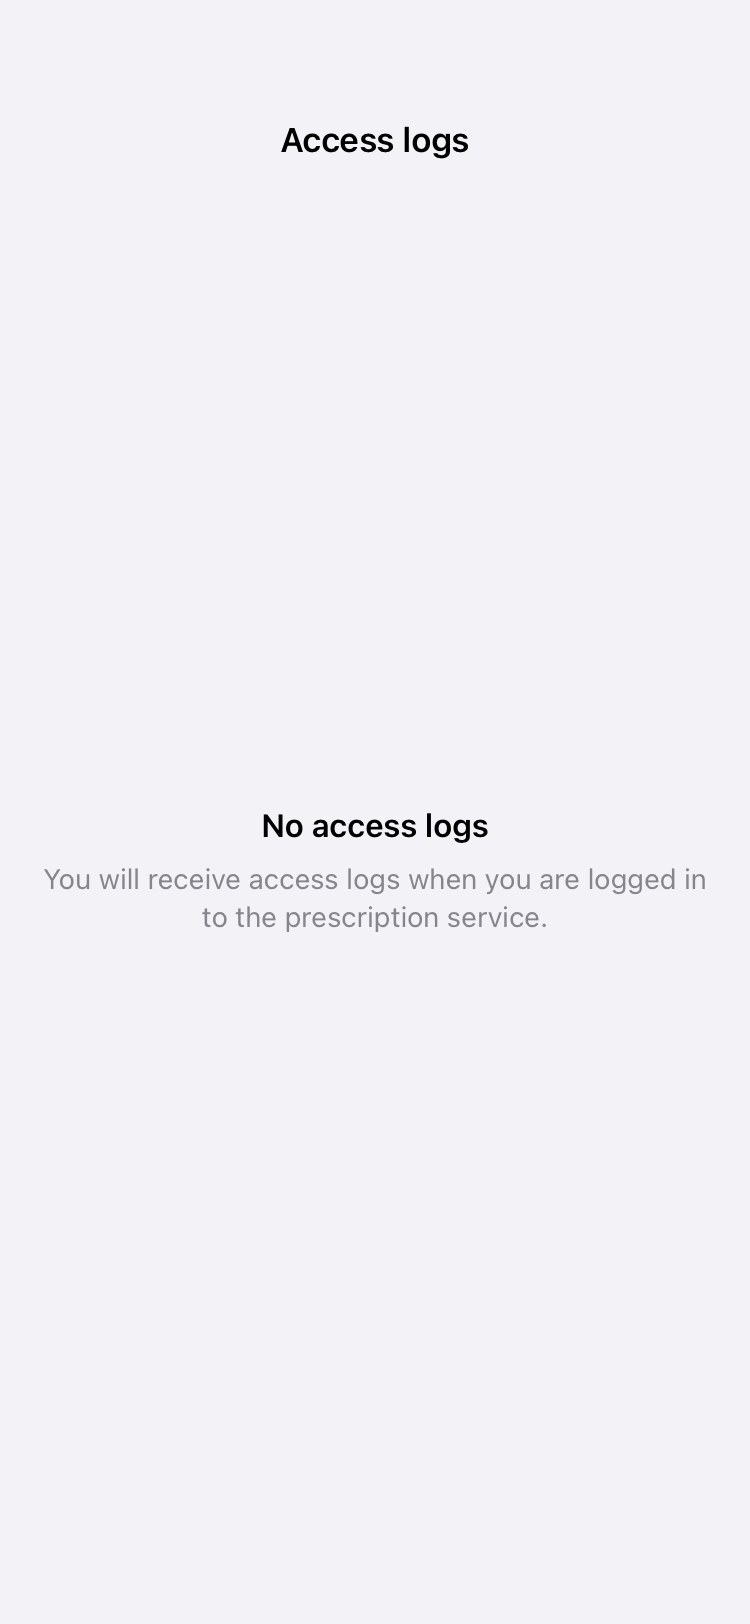 Access logs
No access logs
You will receive access logs when you are logged in
to the prescription service.